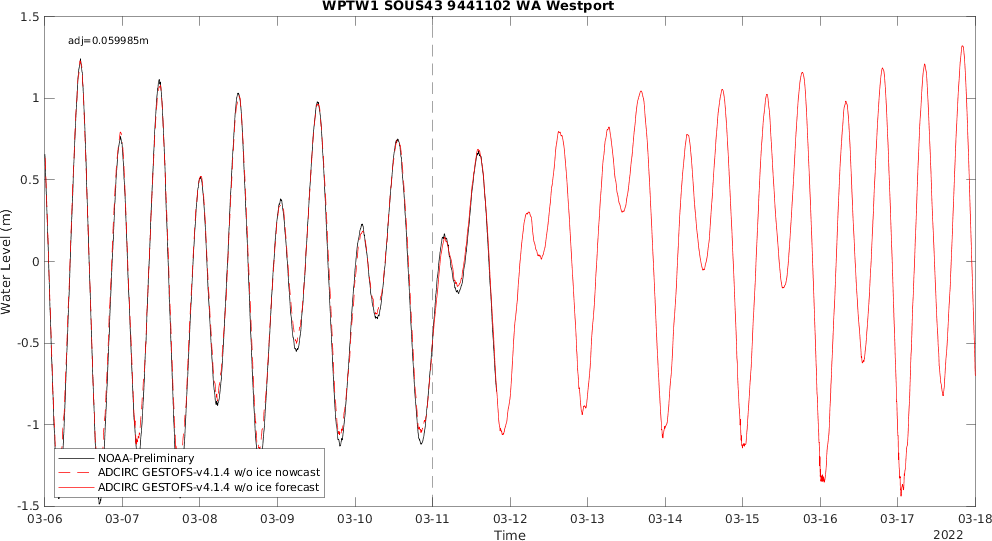 WPTW1 SOUS43 9441102 WA Westport
adj=0.059985m
1.5
1
0.5
0
-0.5
-1
-1.5
Water Level (m)
NOAA-Preliminary
ADCIRC GESTOFS-v4.1.4 w/o ice nowcast
ADCIRC GESTOFS-v4.1.4 w/o ice forecast
03-06 03-07 03-08 03-09 03-10 03-11 03-12 03-13 03-14 03-15 03-16 03-17 03-18
Time
2022